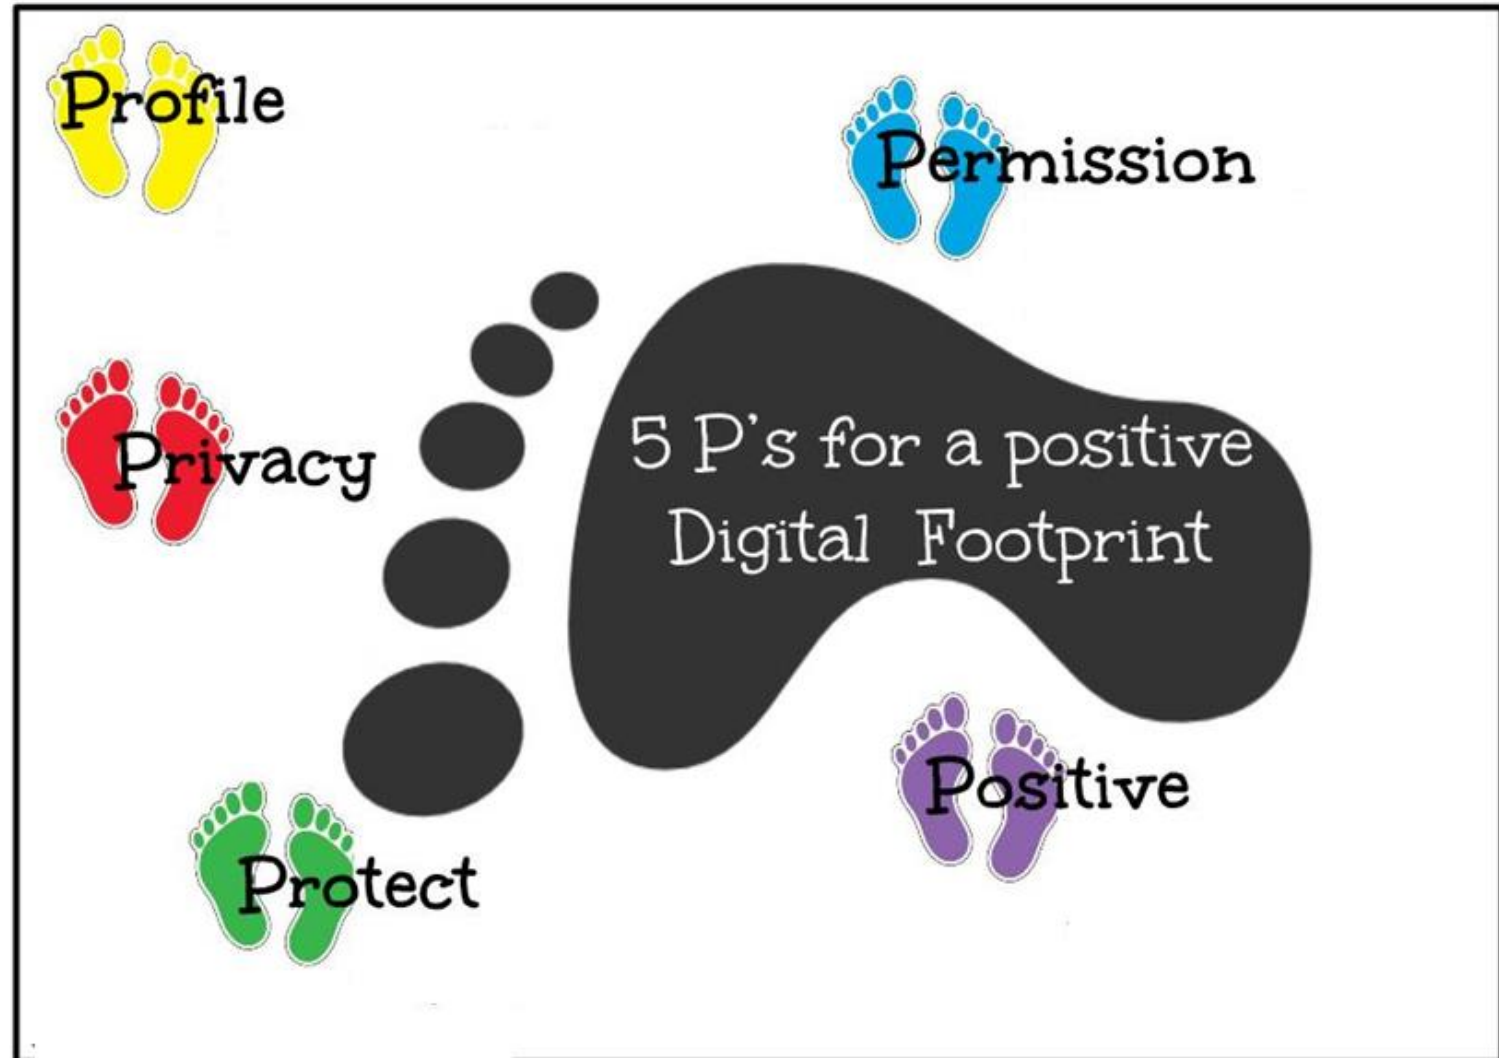 Profile
Permission
5 P's for a positive
Digital Footprint
Privacy
Positive
Protect